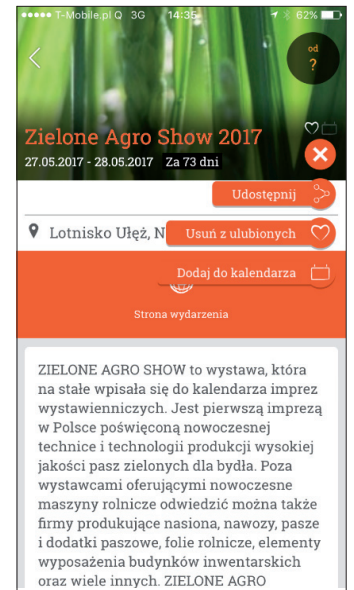 T-Mobile.pl Q 3G 14:35 62%
od
?
Zielone Agro Show 2017
27.05.2017 - 28.05.2017 Za 73 dni
Udostępnij
Lotnisko Ułęż, N
Usuń z ulubionych
Dodaj do kalendarza
Strona wydarzenia
ZIELONE AGRO SHOW to wystawa, która
na stałe wpisała się do kalendarza imprez
wystawienniczych. Jest pierwszą imprezą
w Polsce poświęconą nowoczesnej
technice i technologii produkcji wysokiej
jakości pasz zielonych dla bydła. Poza
wystawcami oferującymi nowoczesne
maszyny rolnicze odwiedzić można także
firmy produkujące nasiona, nawozy, pasze
i dodatki paszowe, folie rolnicze, elementy
wyposażenia budynków inwentarskich
oraz wiele innych. ZIELONE AGRO